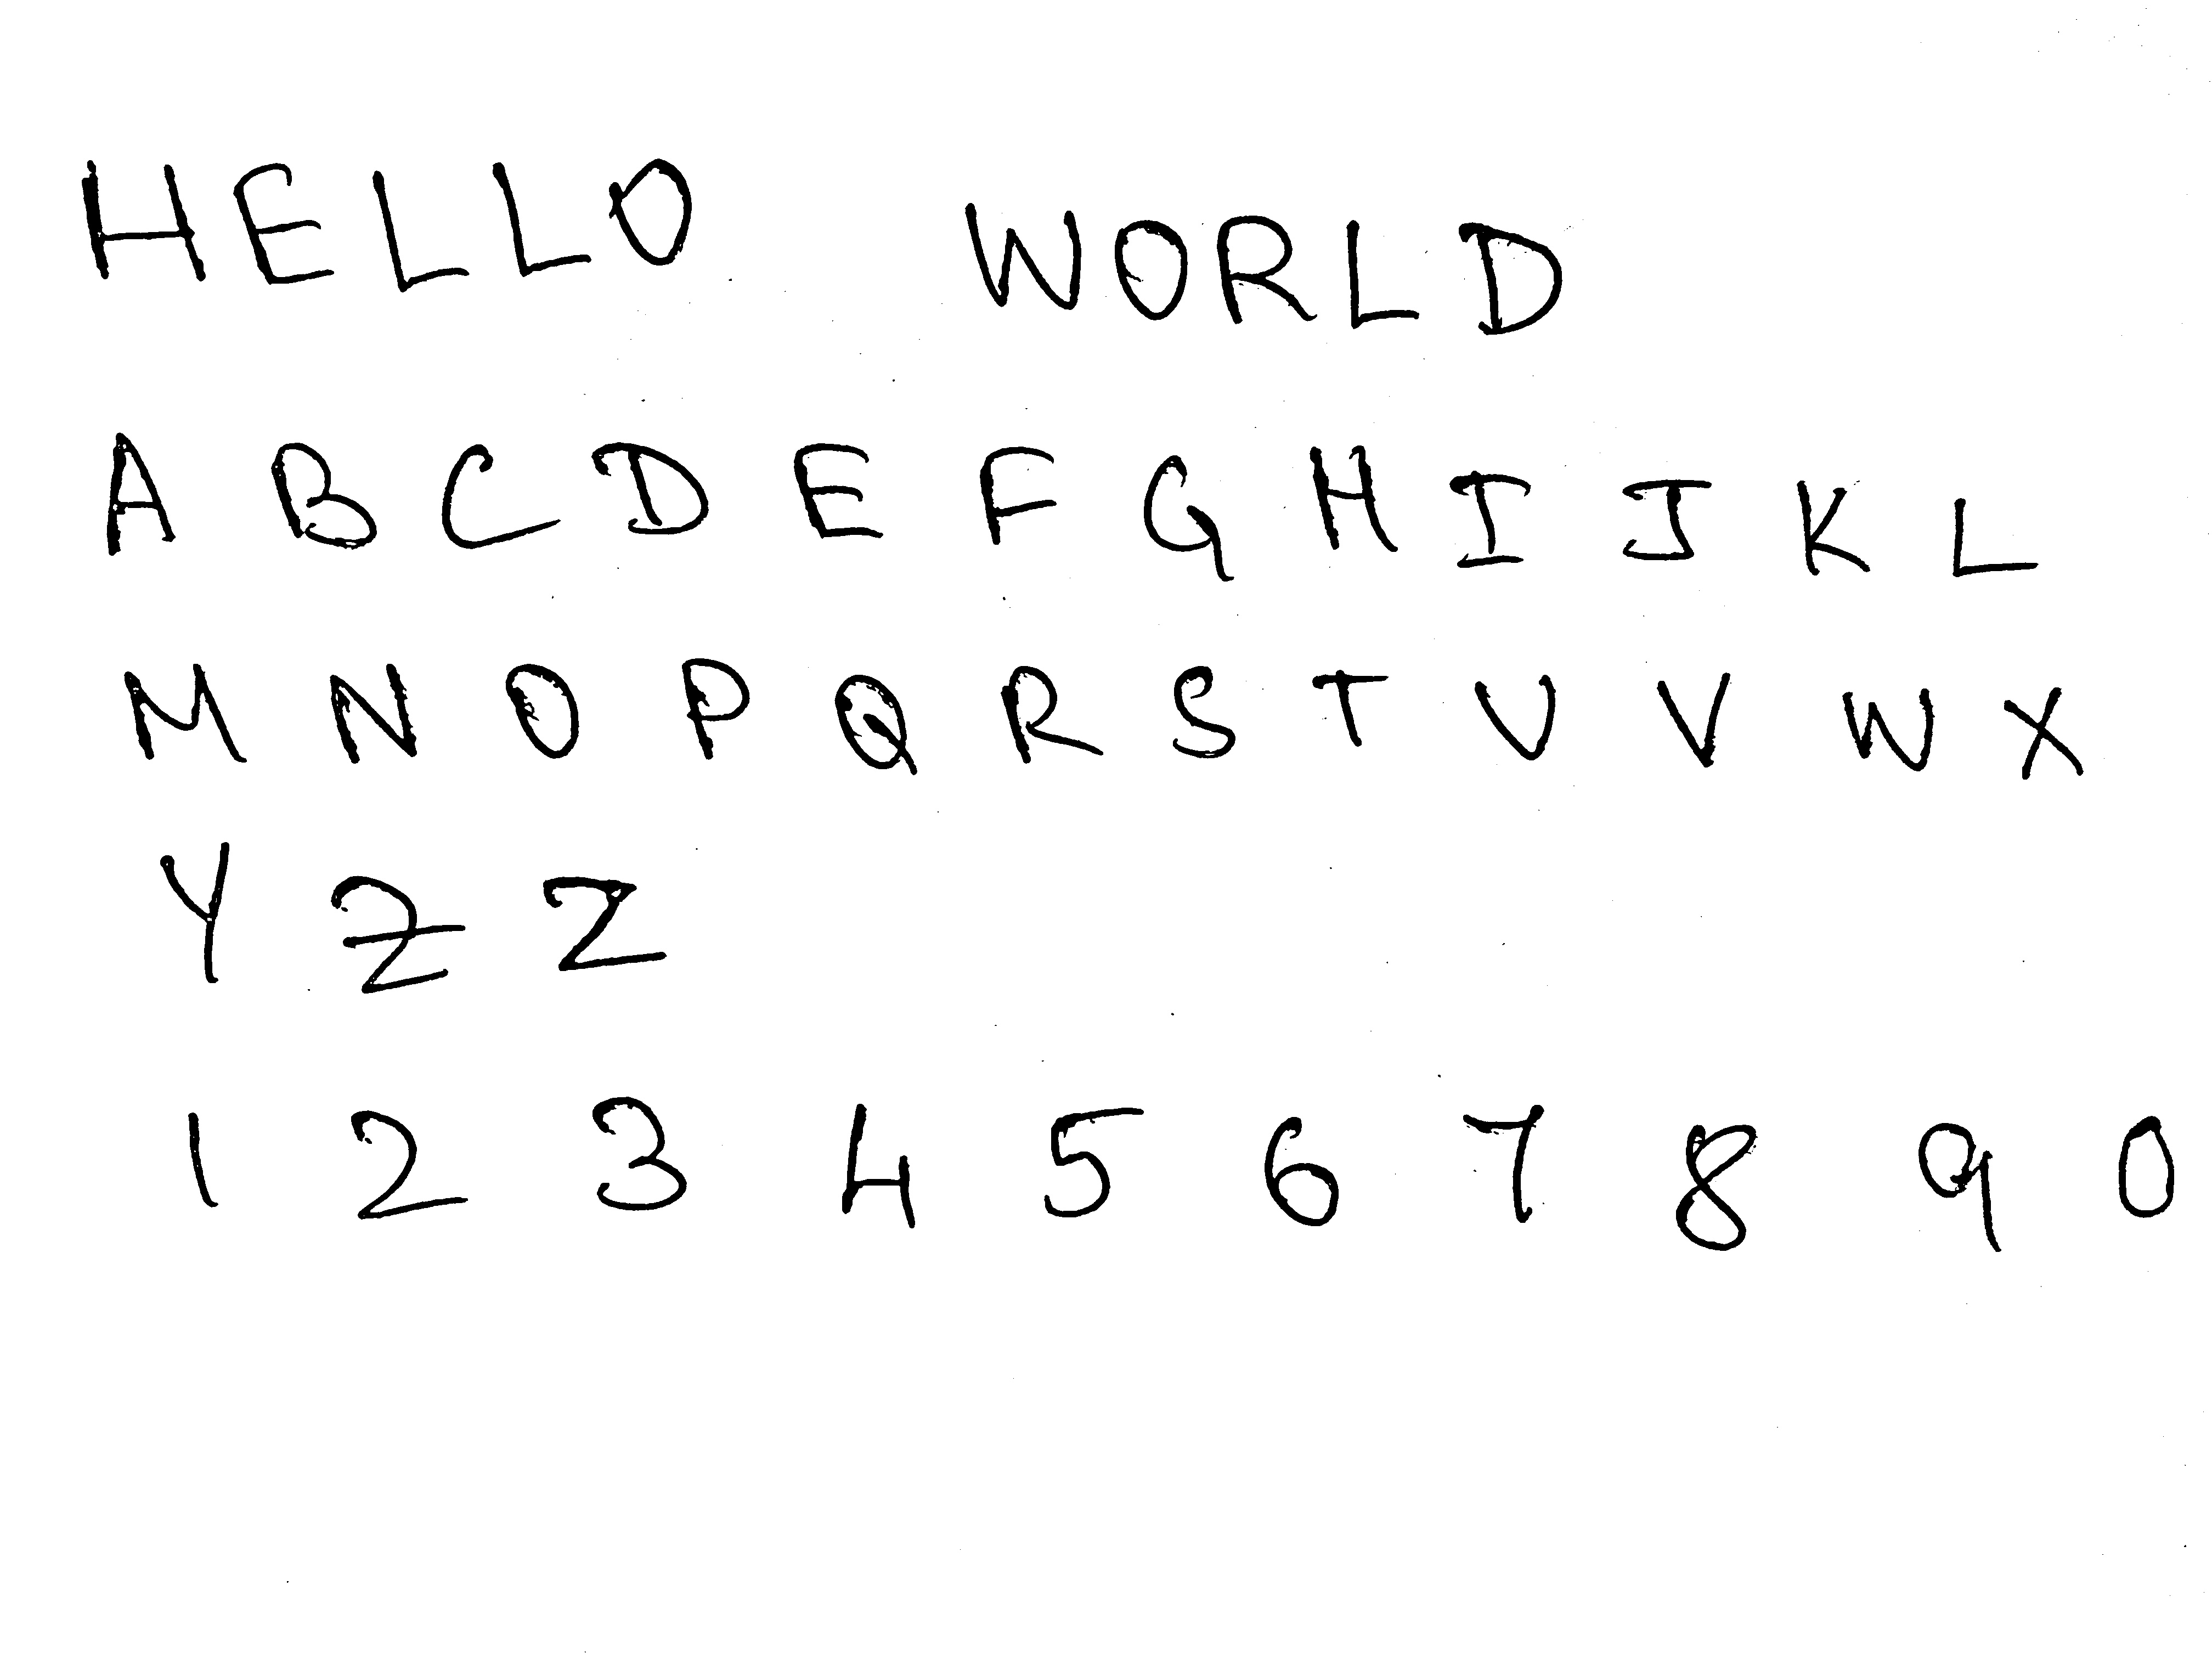 HELLO WORLD
A B C D E F G H I J K L
M N O P Q R S T U V W X
Y Z Z
1 2 3 4 5 6 7 8 9 0